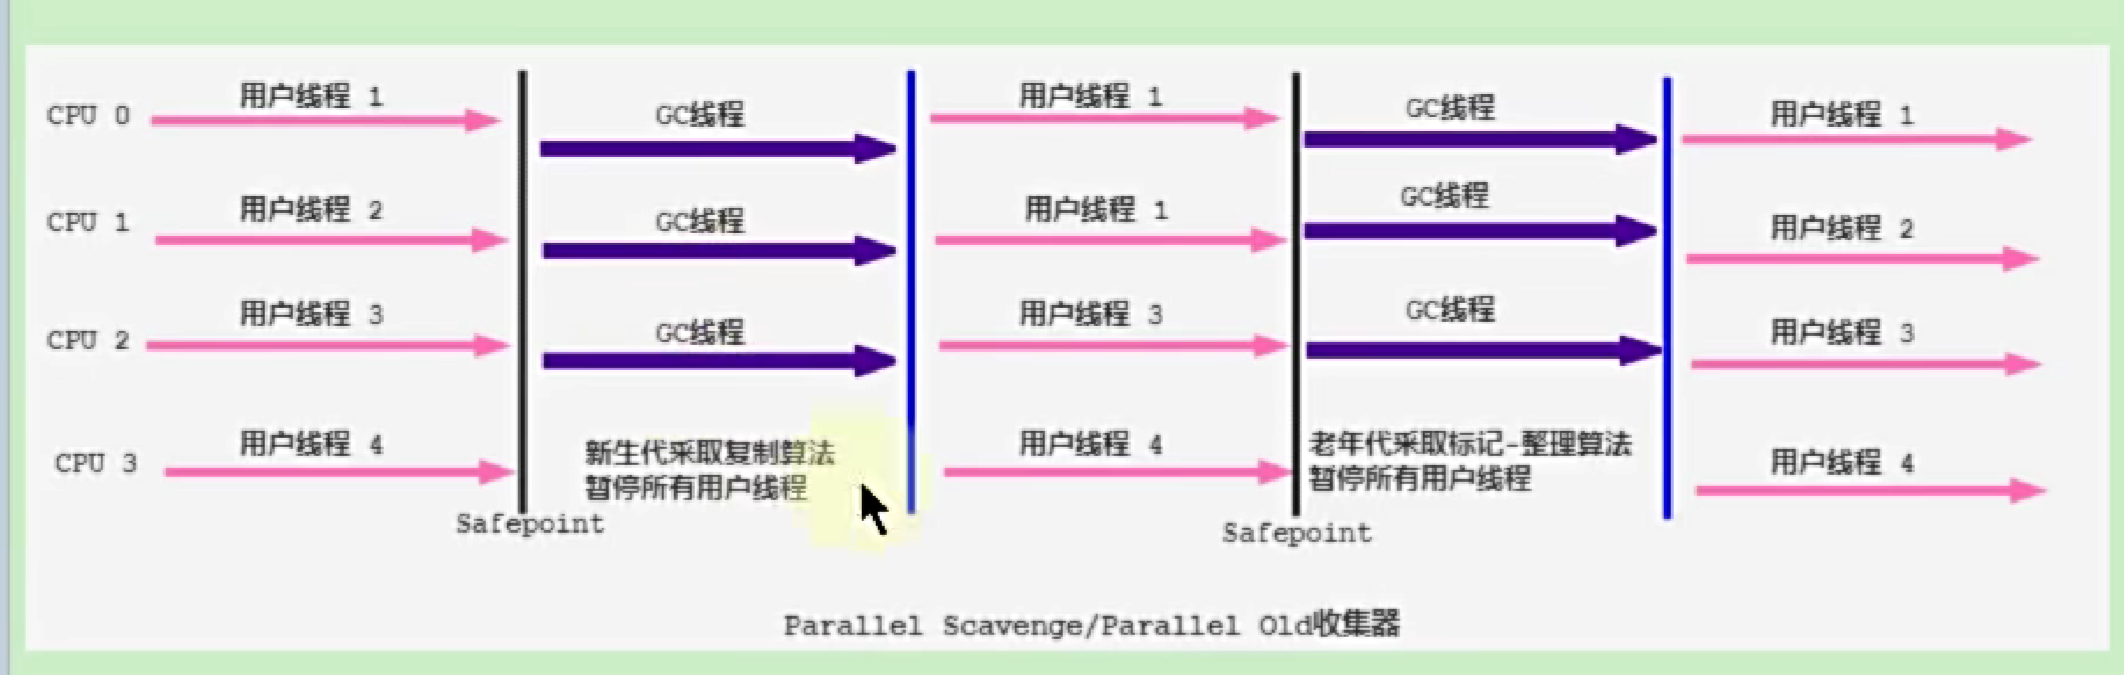 CPU 0 用户线程 1 GC线程 用户线程 1 GC线程 用户线程 1
CPU 1 用户线程 2 GC线程 用户线程 1 GC线程 用户线程 2
CPU 2 用户线程 3 GC线程 用户线程 3 GC线程 用户线程 3
CPU 3 用户线程 4 新生代采取复制算法 用户线程 4 老年代采取标记-整理算法 用户线程 4
暂停所有用户线程 暂停所有用户线程
Safepoint Safepoint
Parallel Scavenge/Parallel Old收集器